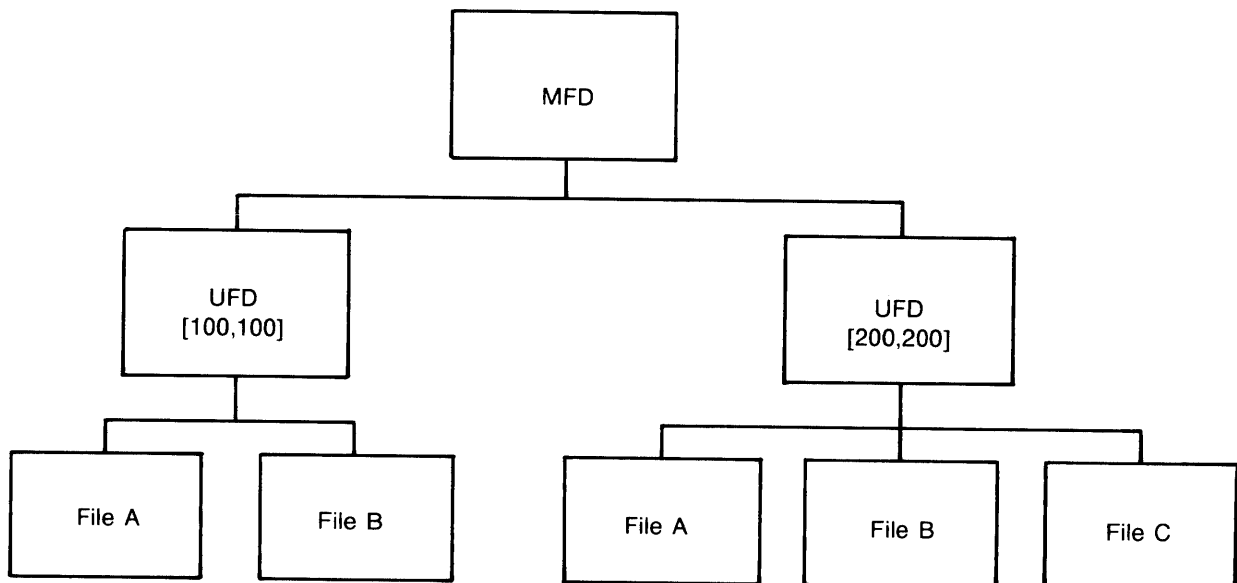 MFD
UFD
[100,100]
UFD
[200,200]
File A
File B
File A
File B
File C